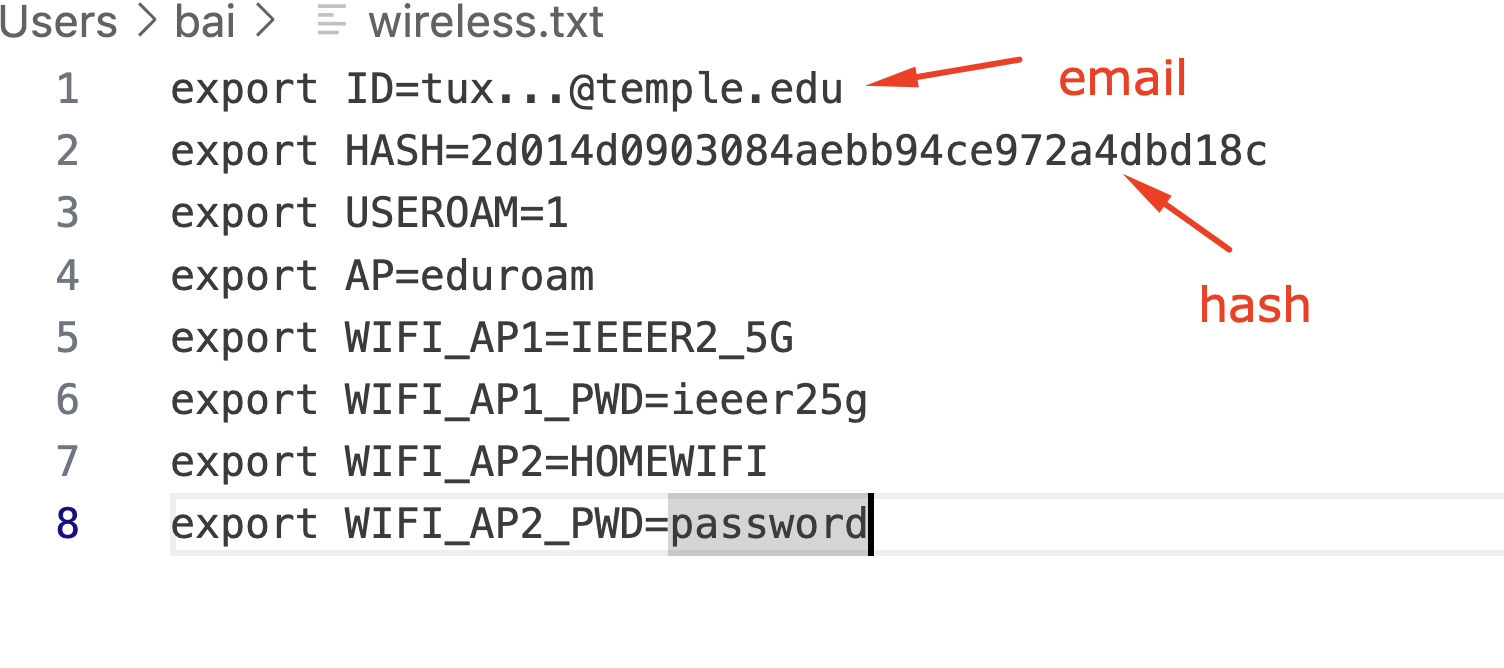 Users > bai > wireless.txt
1 export ID=tux...@temple.edu
email
2 export HASH=2d014d0903084aebb94ce972a4dbd18c
3 export USEROAM=1
hash
4 export AP=eduroam
5 export WIFI_AP1=IEEER2_5G
6 export WIFI_AP1_PWD=ieeer25g
7 export WIFI_AP2=HOMEWIFI
8 export WIFI_AP2_PWD=password